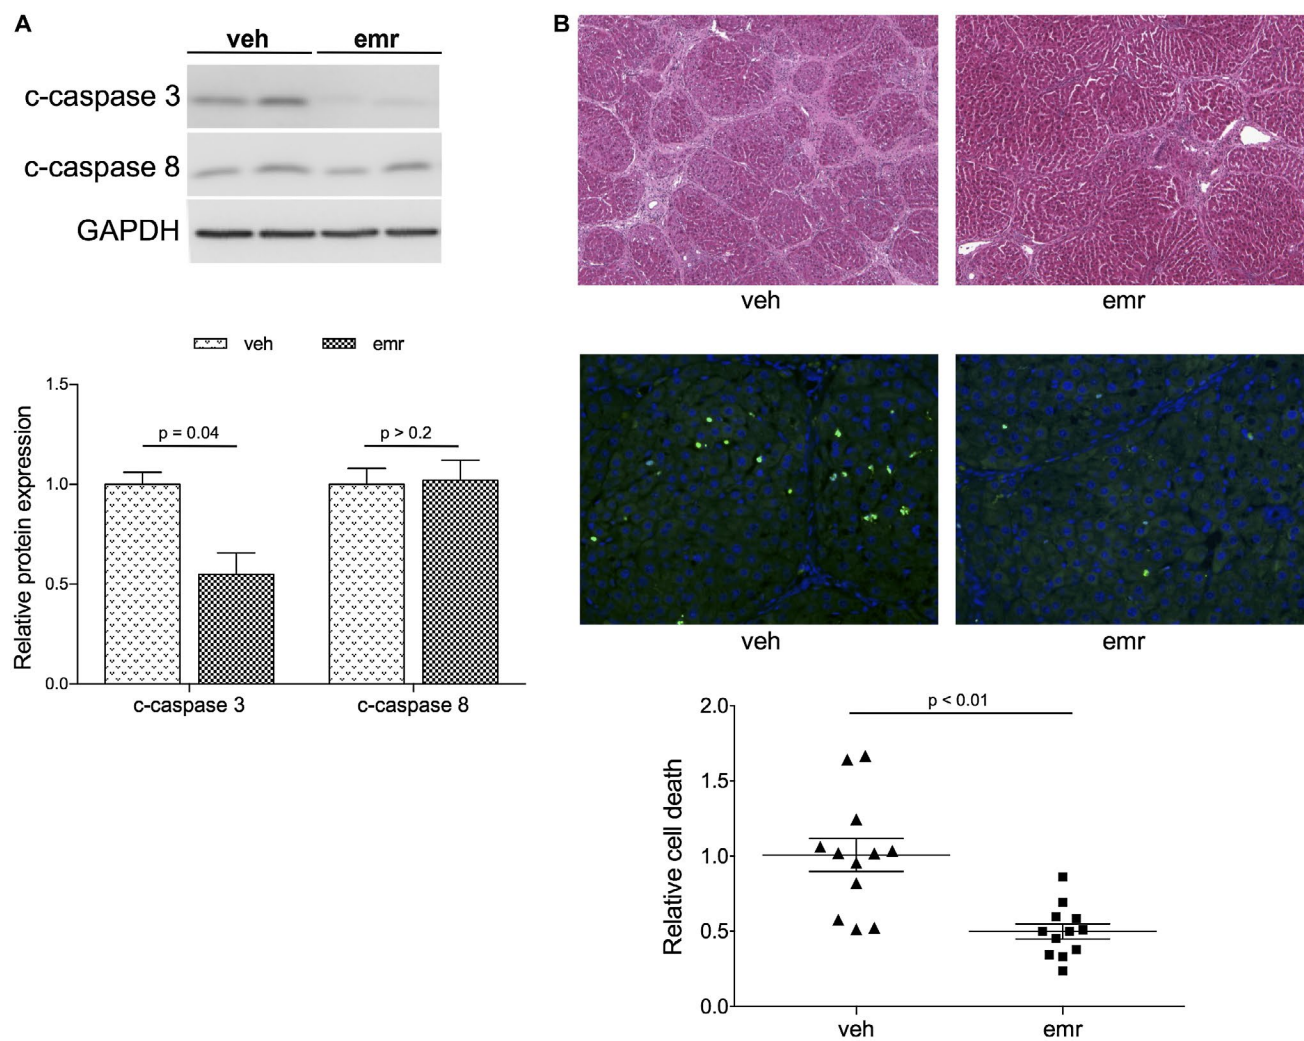 A
veh emr
c-caspase 3
c-caspase 8
GAPDH
veh emr
Relative protein expression
1.5
1.0
0.5
0.0
p = 0.04
p > 0.2
c-caspase 3
c-caspase 8
B
veh
emr
veh
emr
Relative cell death
2.0
1.5
1.0
0.5
0.0
p < 0.01
veh
emr